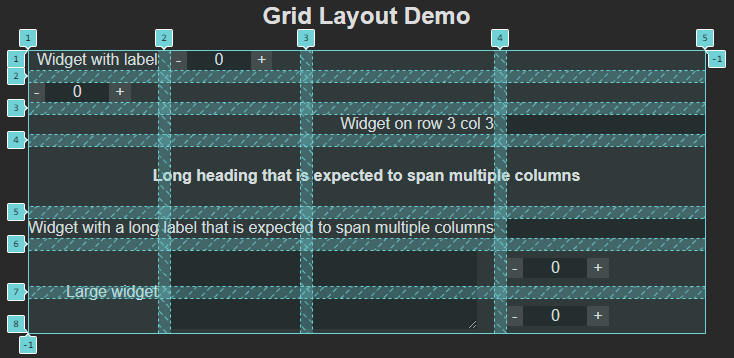 Grid Layout Demo
1 2 3 4 5
1 Widget with label - 0 + -1
2
- 0 +
3
Widget on row 3 col 3
4
Long heading that is expected to span multiple columns
5
Widget with a long label that is expected to span multiple columns
6
- 0 +
7 Large widget
- 0 +
8
-1